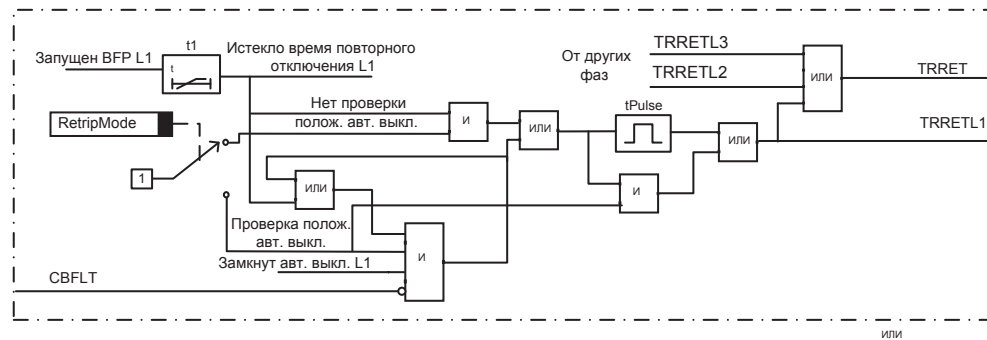 t1
Запущен BFP L1
t
Истекло время повторного
отключения L1
От других
фаз
TRRETL3
TRRETL2
ИЛИ
TRRET
RetripMode
1
Нет проверки
полож. авт. выкл.
И
ИЛИ
tPulse
ИЛИ
TRRETL1
ИЛИ
И
Проверка полож.
авт. выкл.
Замкнут авт. выкл. L1
И
CBFLT
ИЛИ